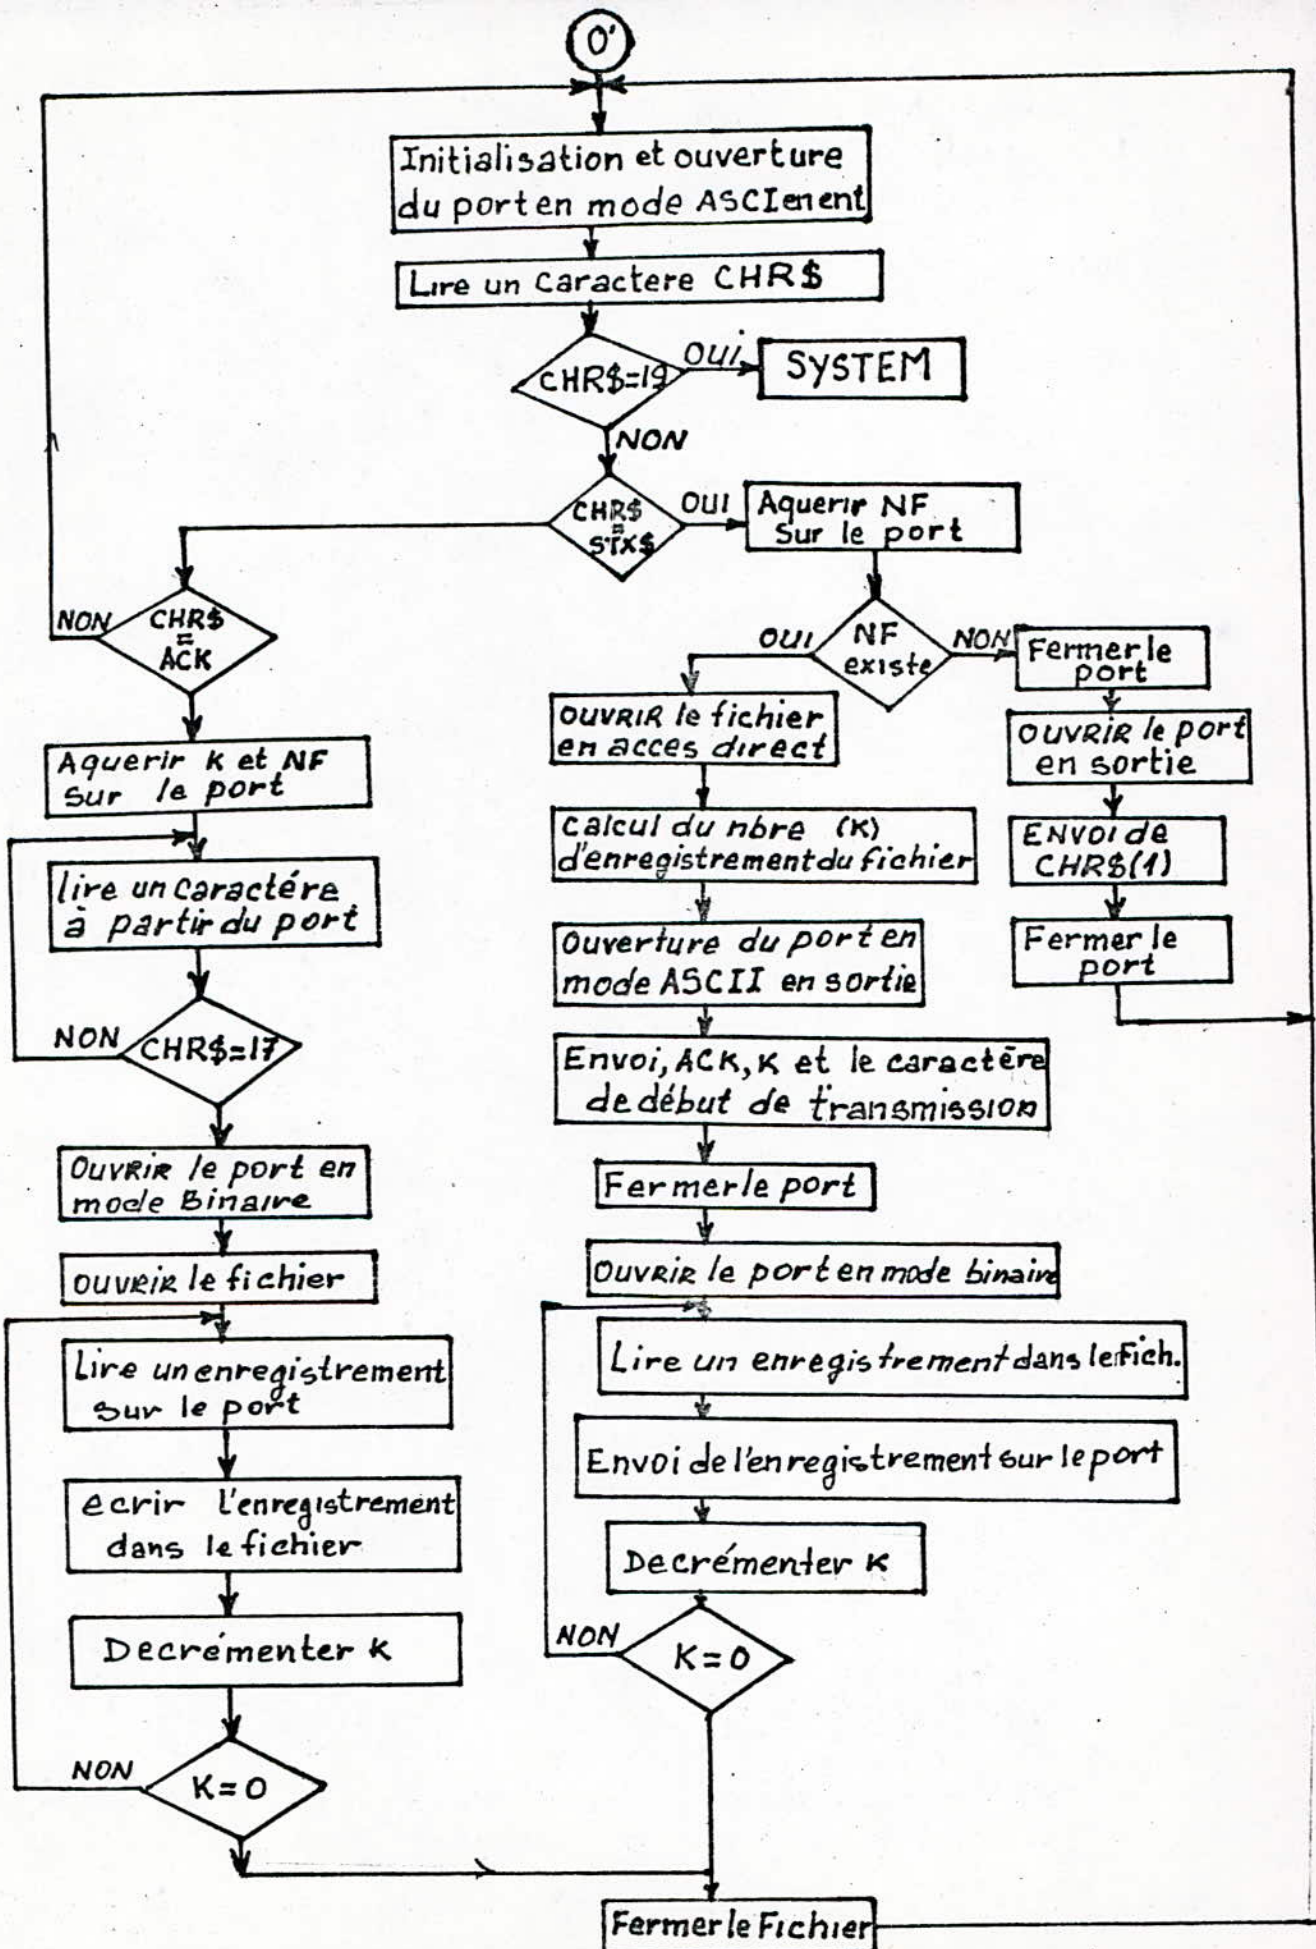 O'
Initialisation et ouverture
du port en mode ASCI en ent
Lire un caractere CHR$
CHR$=19
OUI
SYSTEM
NON
CHR$
=
STX$
OUI
Aquerir NF
Sur le port
NON
CHR$
=
ACK
OUI
NF
existe
NON
Fermer le
port
OUVRIR le fichier
en acces direct
OUVRIR le port
en sortie
Aquerir K et NF
sur le port
Calcul du nbre (K)
d'enregistrement du fichier
ENVOI de
CHR$(1)
lire un caractére
à partir du port
Ouverture du port en
mode ASCII en sortie
Fermer le
port
NON
CHR$=17
Envoi, ACK, K et le caractère
de début de transmission
OUVRIR le port en
mode Binaire
Fermer le port
OUVRIR le fichier
OUVRIR le port en mode binaire
Lire un enregistrement
sur le port
Lire un enregistrement dans le Fich.
Envoi de l'enregistrement sur le port
ecrir l'enregistrement
dans le fichier
Decrémenter K
Decrémenter K
NON
K=0
NON
K=0
Fermer le Fichier